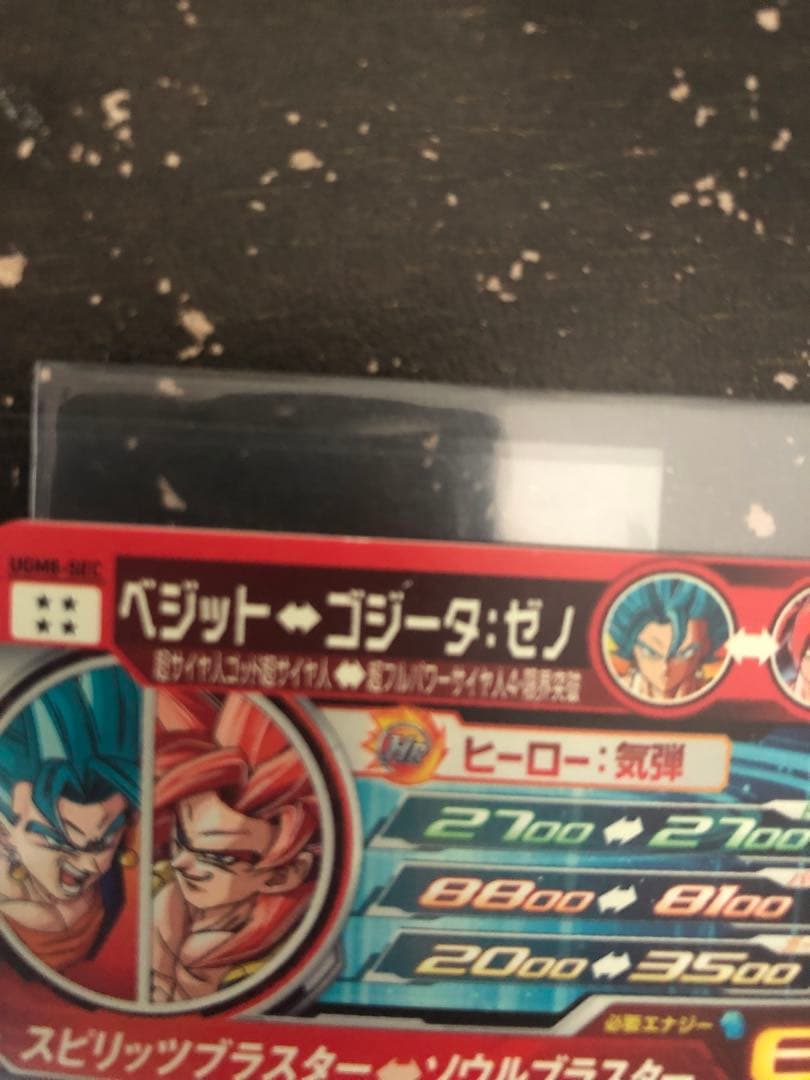 UGM6-SEC
★★
★★
ベジット⇔ゴジータ:ゼノ
超サイヤ人ゴッド超サイヤ人⇔超フルパワーサイヤ人4・限界突破
HR
ヒーロー:気弾
2700⇔2700
8800⇔8100
2000⇔3500
必要エナジー
スピリッツブラスター⇔ソウルブラスター